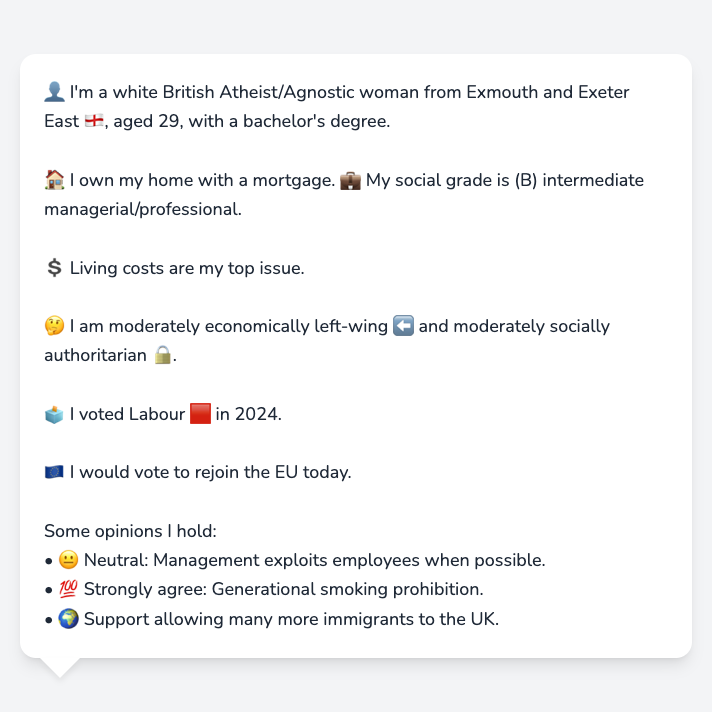 👤 I'm a white British Atheist/Agnostic woman from Exmouth and Exeter
East 🏴󠁧󠁢󠁥󠁮󠁧󠁿, aged 29, with a bachelor's degree.
🏠 I own my home with a mortgage. 💼 My social grade is (B) intermediate
managerial/professional.
💲 Living costs are my top issue.
🤔 I am moderately economically left-wing ⬅️ and moderately socially
authoritarian 🔒.
🗳️ I voted Labour 🟥 in 2024.
🇪🇺 I would vote to rejoin the EU today.
Some opinions I hold:
• 😐 Neutral: Management exploits employees when possible.
• 💯 Strongly agree: Generational smoking prohibition.
• 🌍 Support allowing many more immigrants to the UK.